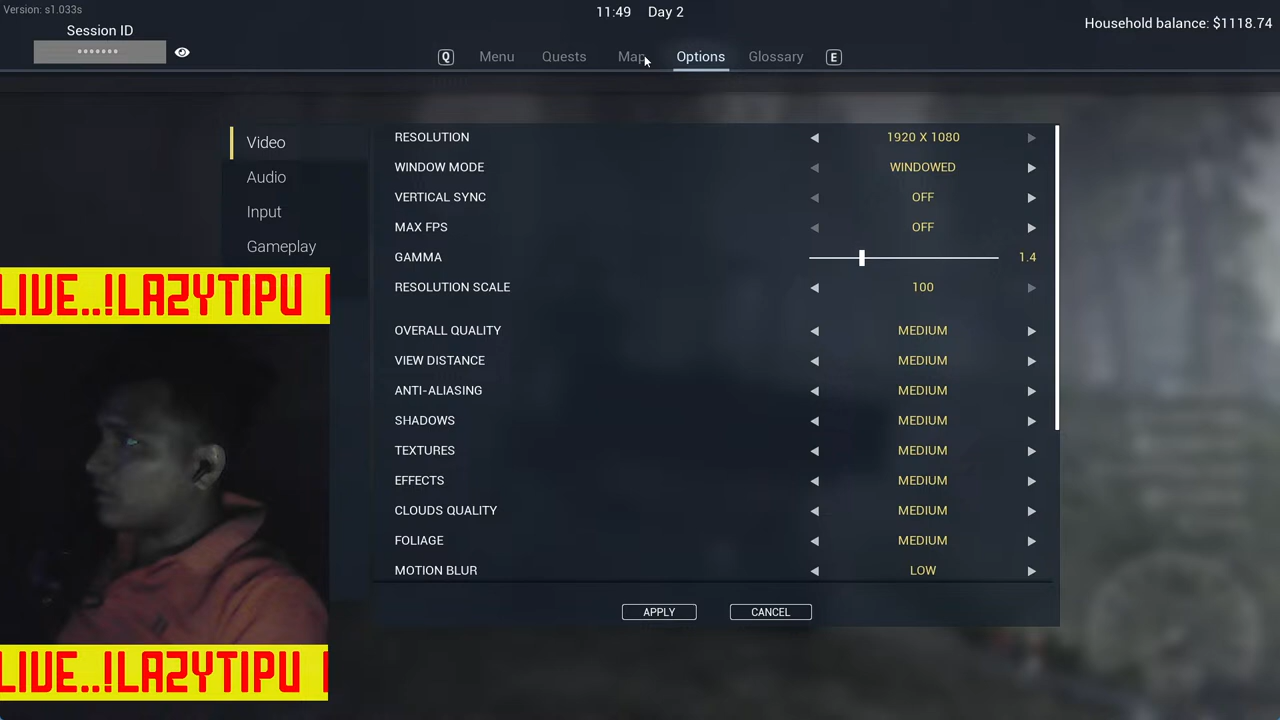 Version: s1.033s
11:49 Day 2
Household balance: $1118.74
Session ID
*******
Q Menu Quests Map Options Glossary E
Video
Audio
Input
Gameplay
RESOLUTION 1920 X 1080
WINDOW MODE WINDOWED
VERTICAL SYNC OFF
MAX FPS OFF
GAMMA 1.4
RESOLUTION SCALE 100
OVERALL QUALITY MEDIUM
VIEW DISTANCE MEDIUM
ANTI-ALIASING MEDIUM
SHADOWS MEDIUM
TEXTURES MEDIUM
EFFECTS MEDIUM
CLOUDS QUALITY MEDIUM
FOLIAGE MEDIUM
MOTION BLUR LOW
APPLY CANCEL
LIVE..!LAZYTIPU
LIVE..!LAZYTIPU